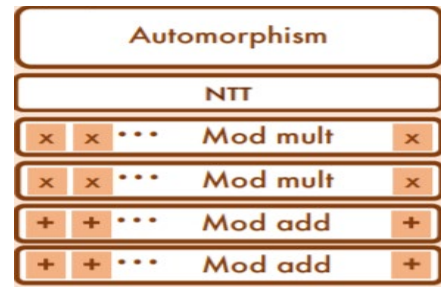 Automorphism
NTT
x x ... Mod mult x
x x ... Mod mult x
+ + ... Mod add +
+ + ... Mod add +